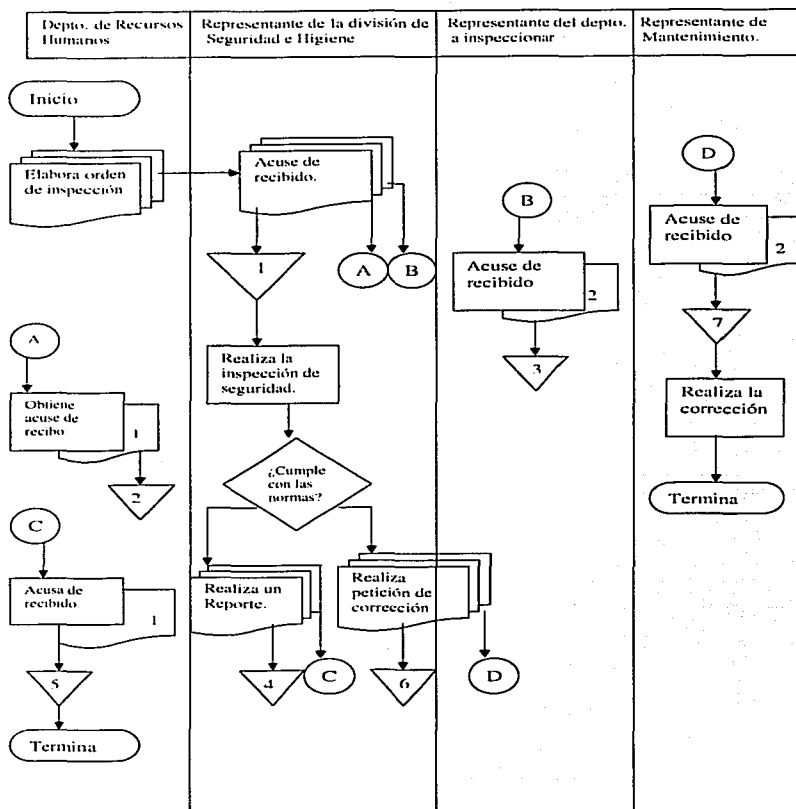 Depto. de Recursos
Humanos
Representante de la división de
Seguridad e Higiene
Representante del depto.
a inspeccionar
Representante de
Mantenimiento.
Inicio
Elabora orden
de inspección
Acuse de
recibido.
1
A
B
A
Obtiene
acuse de
recibo
1
2
Realiza la
inspección de
seguridad.
¿Cumple
con las
normas?
Realiza un
Reporte.
4
C
Realiza
petición de
corrección
6
D
C
Acusa de
recibido.
1
5
Termina
B
Acuse de
recibido
2
3
D
Acuse de
recibido
2
7
Realiza la
corrección
Termina